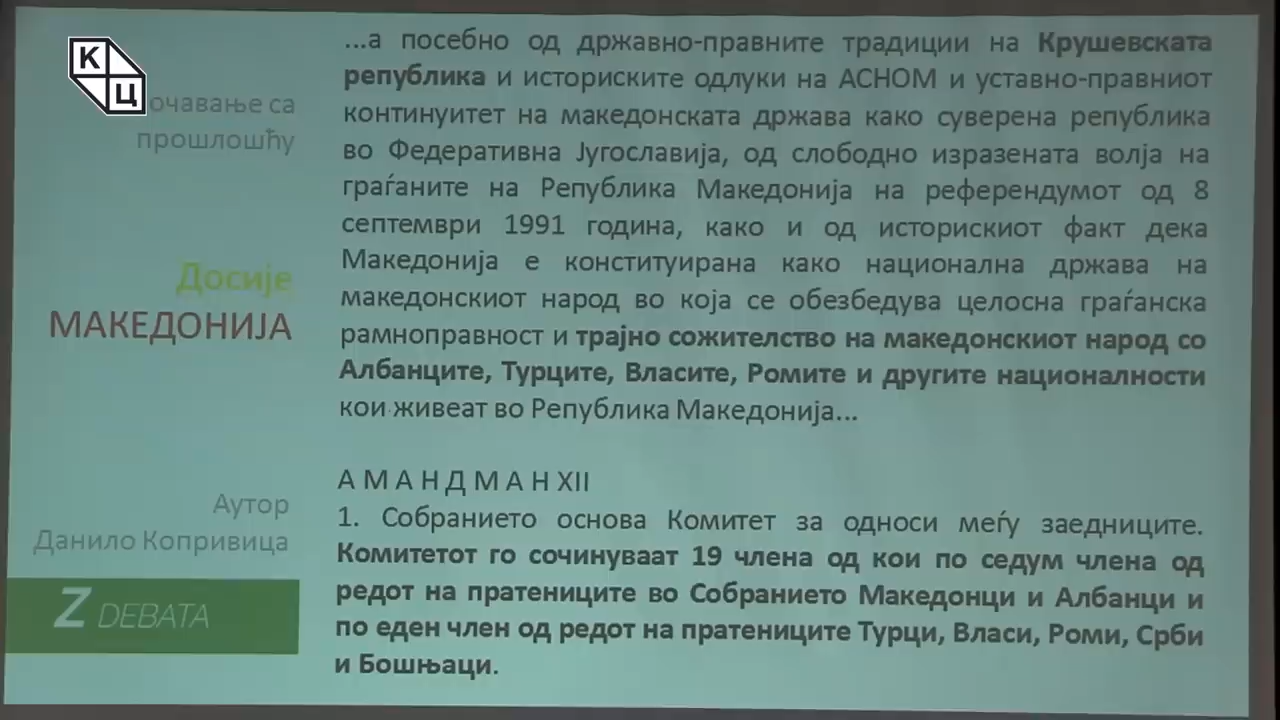 К
Ц
очавање са
прошлошћу
Досије
МАКЕДОНИЈА
Аутор
Данило Копривица
Z DEBATA
...а посебно од државно-правните традиции на Крушевската
република и историските одлуки на АСНОМ и уставно-правниот
континуитет на македонската држава како суверена република
во Федеративна Југославија, од слободно изразената волја на
граѓаните на Република Македонија на референдумот од 8
септември 1991 година, како и од историскиот факт дека
Македонија е конституирана како национална држава на
македонскиот народ во која се обезбедува целосна граѓанска
рамноправност и трајно сожителство на македонскиот народ со
Албанците, Турците, Власите, Ромите и другите националности
кои живеат во Република Македонија...
А М А Н Д М А Н XII
1. Собранието основа Комитет за односи меѓу заедниците.
Комитетот го сочинуваат 19 члена од кои по седум члена од
редот на пратениците во Собранието Македонци и Албанци и
по еден член од редот на пратениците Турци, Власи, Роми, Срби
и Бошњаци.